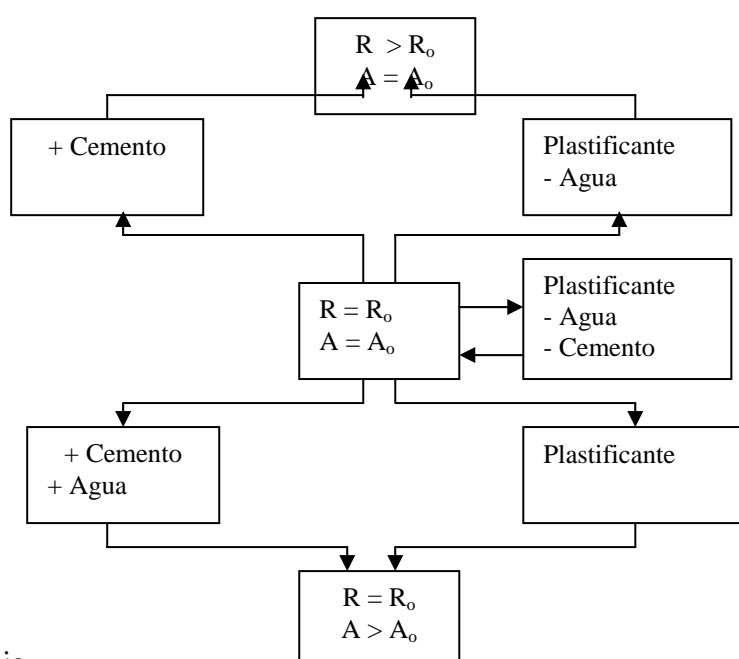 R > Rₒ
A = Aₒ
+ Cemento
Plastificante
- Agua
R = Rₒ
A = Aₒ
Plastificante
- Agua
- Cemento
+ Cemento
+ Agua
Plastificante
R = Rₒ
A > Aₒ